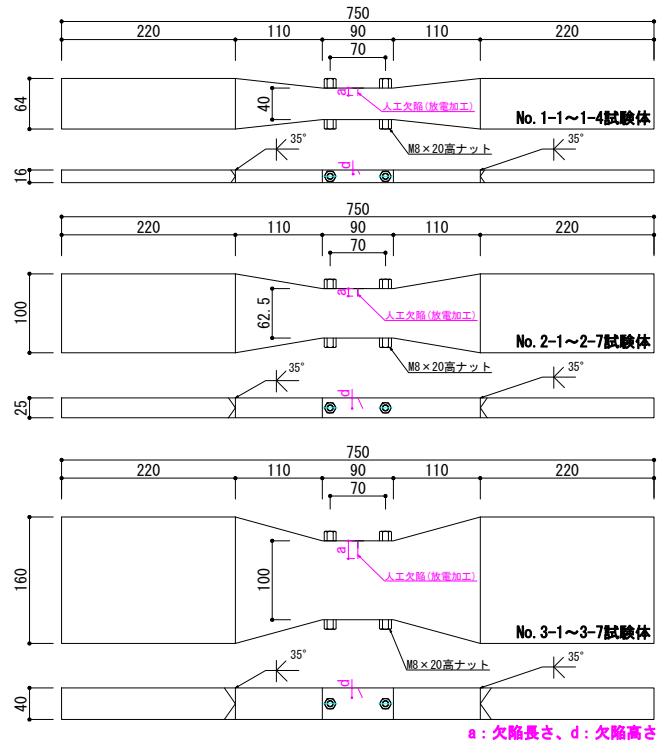 750
220 110 90 110 220
70
64
40
a
人工欠陥(放電加工)
No. 1-1～1-4試験体
M8×20高ナット
35°
35°
16
d
750
220 110 90 110 220
70
100
62.5
a
人工欠陥(放電加工)
No. 2-1～2-7試験体
M8×20高ナット
35°
35°
25
d
750
220 110 90 110 220
70
160
100
a
人工欠陥(放電加工)
No. 3-1～3-7試験体
M8×20高ナット
35°
35°
40
d
a：欠陥長さ、d：欠陥高さ